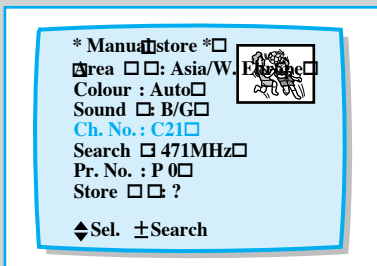 * Manual store *
Area : Asia/W. Europe
Colour : Auto
Sound : B/G
Ch. No. : C21
Search : 471MHz
Pr. No. : P 0
Store : ?
Sel. ±Search